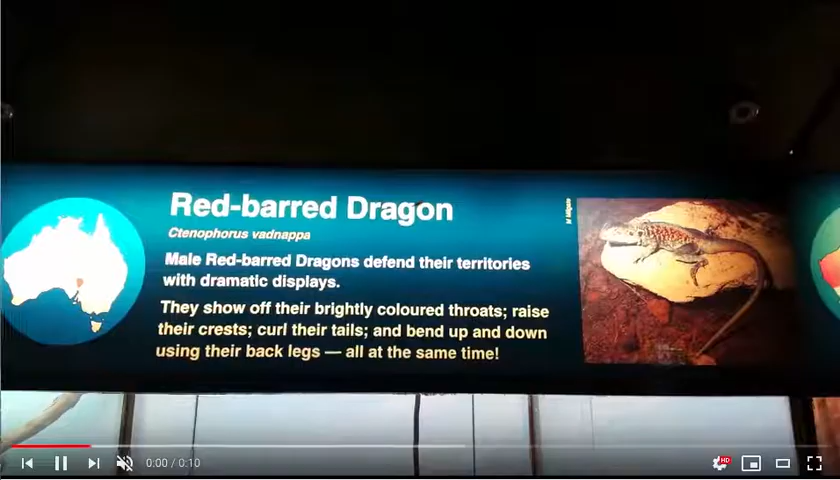 Red-barred Dragon
Ctenophorus vadnappa
Male Red-barred Dragons defend their territories
with dramatic displays.
They show off their brightly coloured throats; raise
their crests; curl their tails; and bend up and down
using their back legs — all at the same time!
0:00 / 0:10
HD